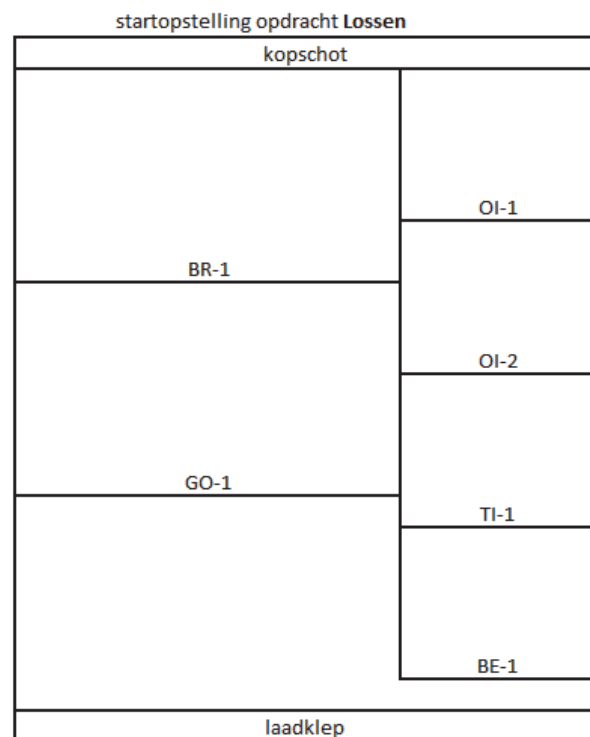 startopstelling opdracht Lossen
kopschot
OI-1
BR-1
OI-2
GO-1
TI-1
BE-1
laadklep